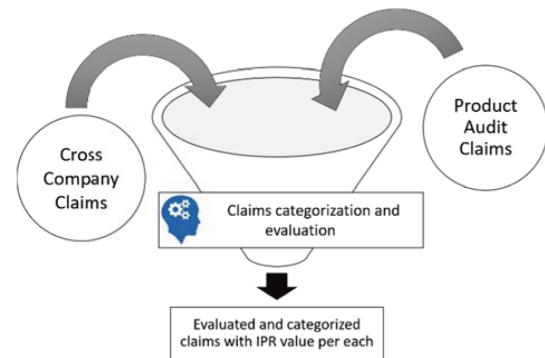 Cross
Company
Claims
Product
Audit
Claims
Claims categorization and
evaluation
Evaluated and categorized
claims with IPR value per each